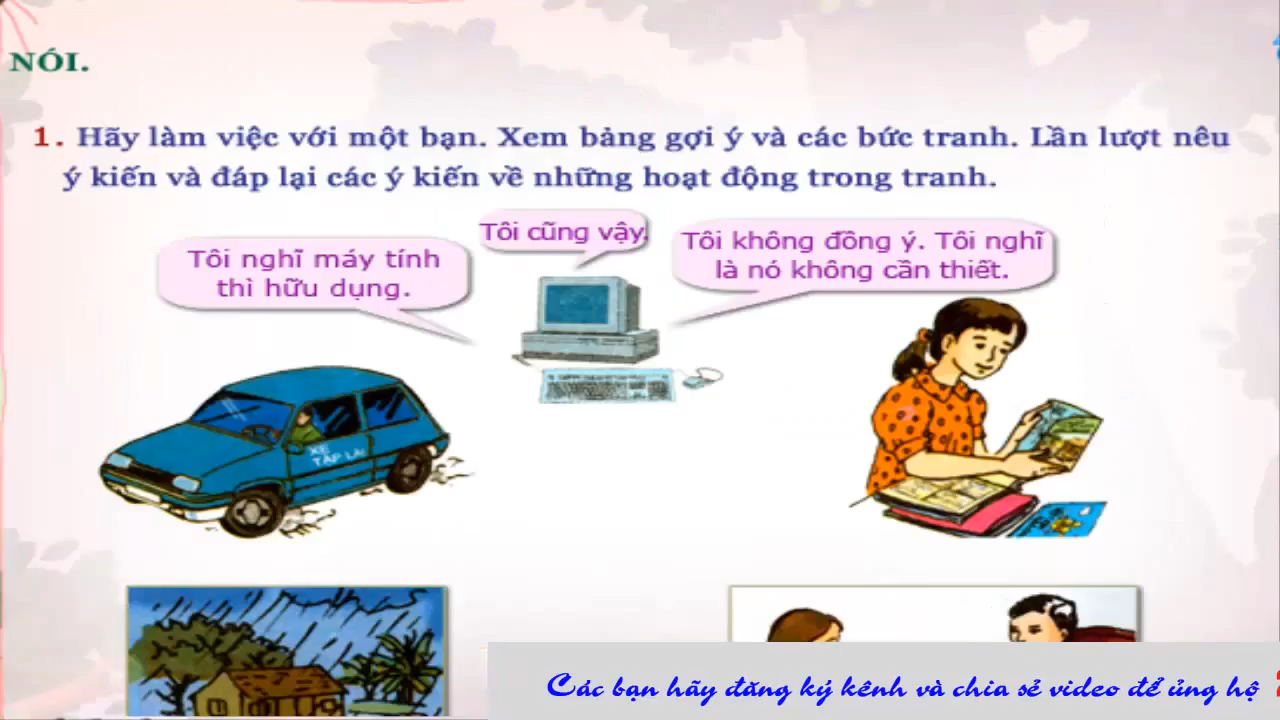 NÓI.
1. Hãy làm việc với một bạn. Xem bảng gợi ý và các bức tranh. Lần lượt nêu
ý kiến và đáp lại các ý kiến về những hoạt động trong tranh.
Tôi cũng vậy.
Tôi nghĩ máy tính
thì hữu dụng.
Tôi không đồng ý. Tôi nghĩ
là nó không cần thiết.
XE
TẬP LÁI
Các bạn hãy đăng ký kênh và chia sẻ video để ủng hộ